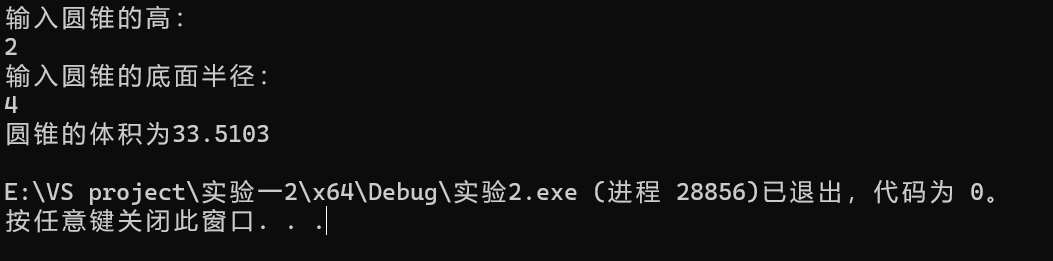 输入圆锥的高：
2
输入圆锥的底面半径：
4
圆锥的体积为33.5103
E:\VS project\实验一2\x64\Debug\实验2.exe (进程 28856)已退出，代码为 0。
按任意键关闭此窗口. . .